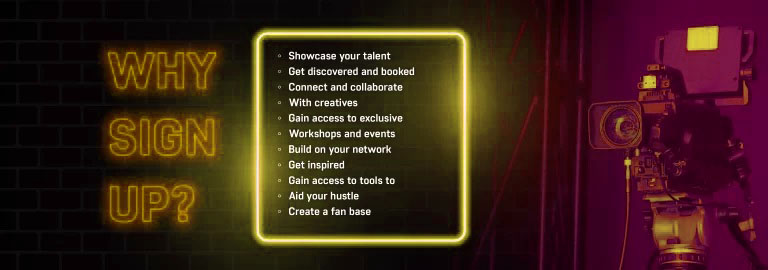 WHY
SIGN
UP?
◦ Showcase your talent
◦ Get discovered and booked
◦ Connect and collaborate
◦ With creatives
◦ Gain access to exclusive
◦ Workshops and events
◦ Build on your network
◦ Get inspired
◦ Gain access to tools to
◦ Aid your hustle
◦ Create a fan base